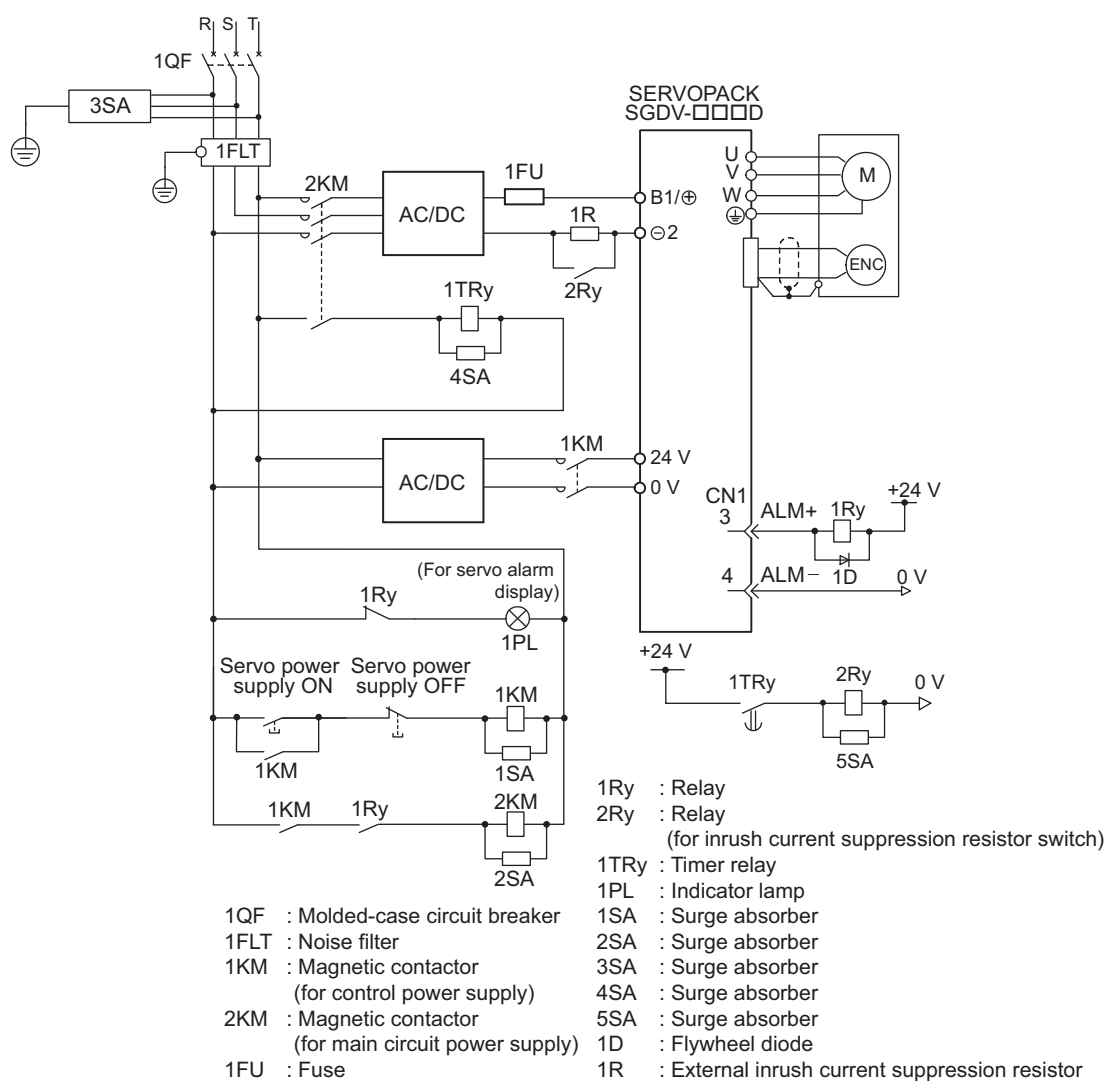 R S T
1QF
3SA
1FLT
SERVOPACK
SGDV-□□□D
2KM
AC/DC
1FU
B1/⊕
1R
⊖2
2Ry
U
V
W
M
ENC
1TRy
4SA
AC/DC
1KM
24 V
0 V
CN1
3
ALM+
1Ry
+24 V
4
ALM−
1D
0 V
(For servo alarm
display)
1Ry
1PL
Servo power
supply ON
Servo power
supply OFF
1KM
1KM
1SA
1KM
1Ry
2KM
2SA
+24 V
1TRy
2Ry
0 V
5SA
1QF : Molded-case circuit breaker
1FLT : Noise filter
1KM : Magnetic contactor
(for control power supply)
2KM : Magnetic contactor
(for main circuit power supply)
1FU : Fuse
1Ry : Relay
2Ry : Relay
(for inrush current suppression resistor switch)
1TRy : Timer relay
1PL : Indicator lamp
1SA : Surge absorber
2SA : Surge absorber
3SA : Surge absorber
4SA : Surge absorber
5SA : Surge absorber
1D : Flywheel diode
1R : External inrush current suppression resistor